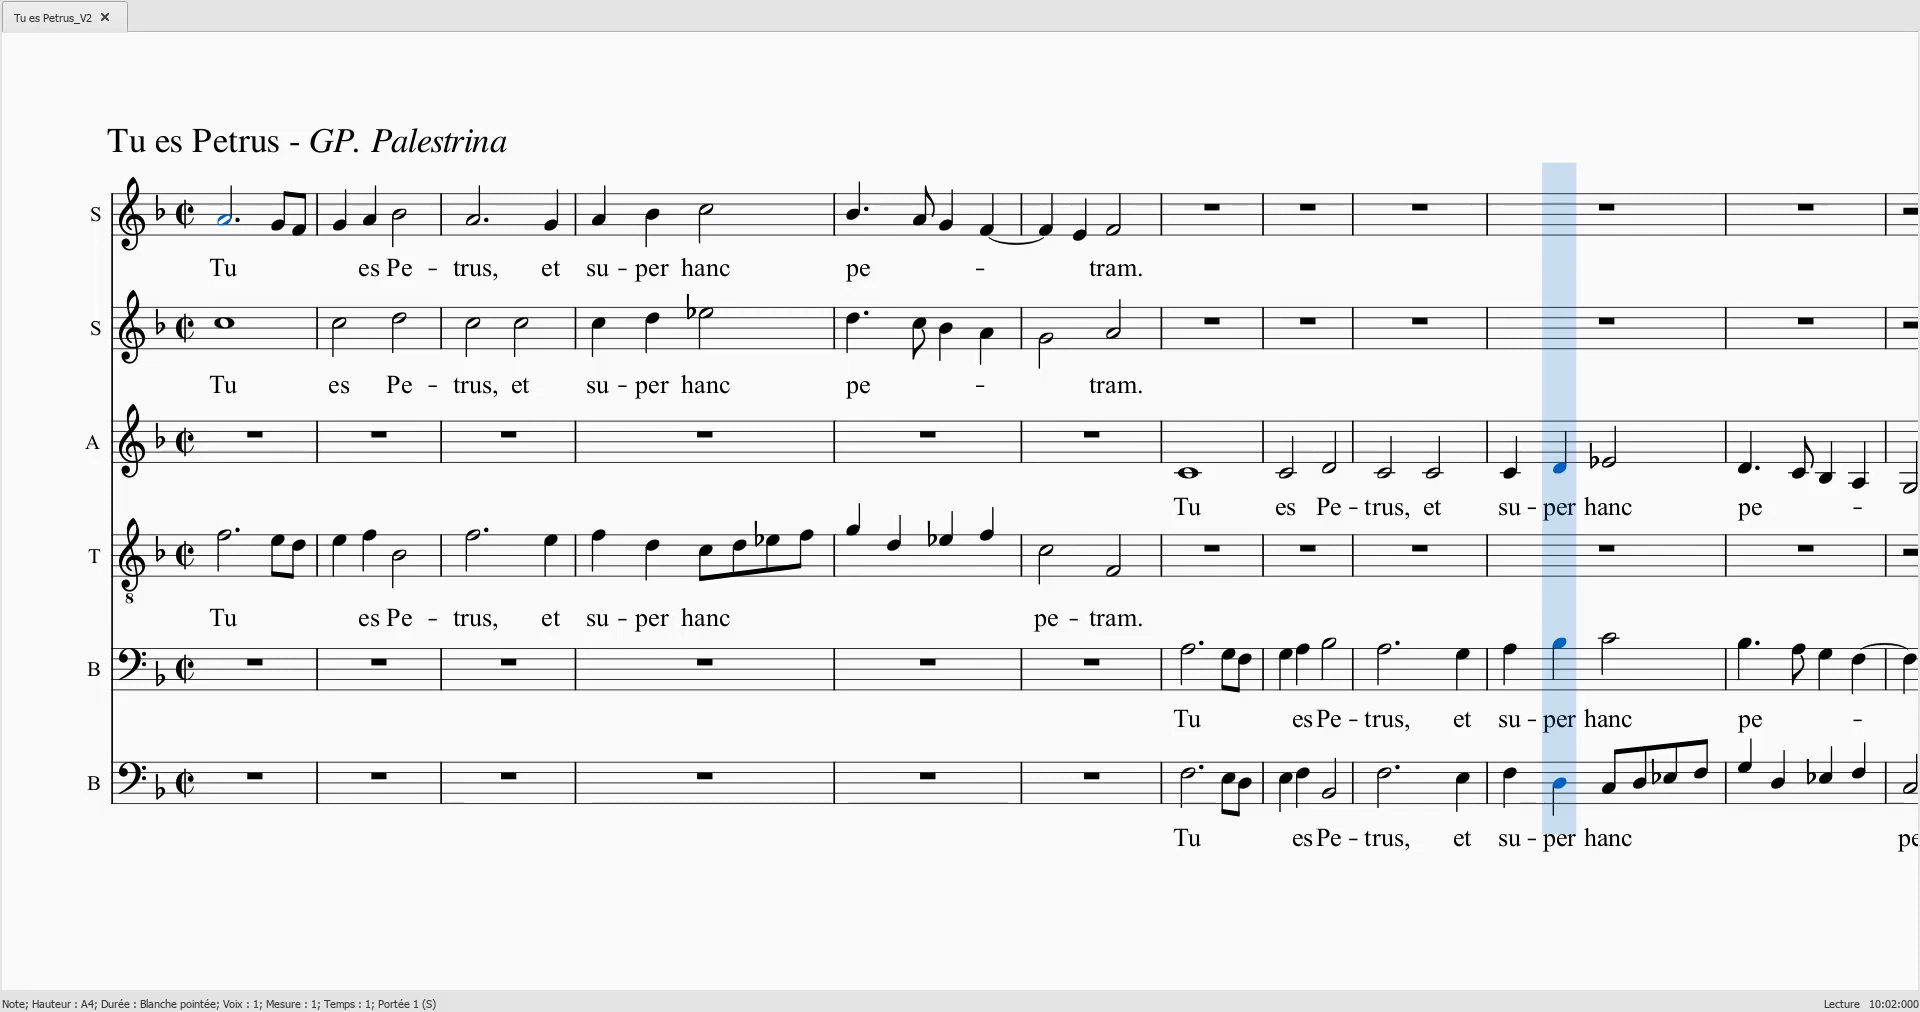 Tu es Petrus_V2 ✕
Tu es Petrus - GP. Palestrina
S
Tu es Pe - trus, et su - per hanc pe - tram.
S
Tu es Pe - trus, et su - per hanc pe - tram.
A
Tu es Pe - trus, et su - per hanc pe -
T
8
Tu es Pe - trus, et su - per hanc pe - tram.
B
Tu es Pe - trus, et su - per hanc pe -
B
Tu es Pe - trus, et su - per hanc pe
Note; Hauteur : A4; Durée : Blanche pointée; Voix : 1; Mesure : 1; Temps : 1; Portée 1 (S)
Lecture 10:02:000